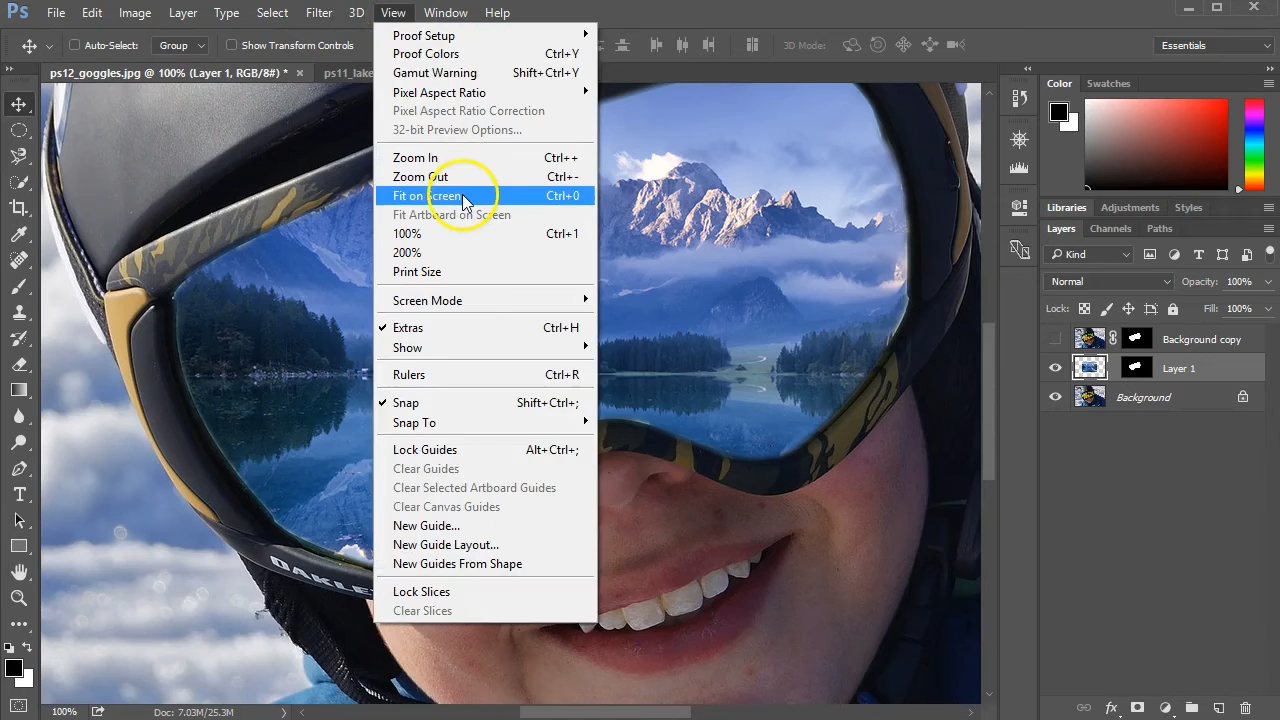 Ps File Edit Image Layer Type Select Filter 3D View Window Help
Auto-Select: Group Show Transform Controls 3D Mode: Essentials
ps12_goggles.jpg @ 100% (Layer 1, RGB/8#) * × ps11_lake
Proof Setup
Proof Colors Ctrl+Y
Gamut Warning Shift+Ctrl+Y
Pixel Aspect Ratio
Pixel Aspect Ratio Correction
32-bit Preview Options...
Zoom In Ctrl++
Zoom Out Ctrl+-
Fit on Screen Ctrl+0
Fit Artboard on Screen
100% Ctrl+1
200%
Print Size
Screen Mode
Extras Ctrl+H
Show
Rulers Ctrl+R
Snap Shift+Ctrl+;
Snap To
Lock Guides Alt+Ctrl+;
Clear Guides
Clear Selected Artboard Guides
Clear Canvas Guides
New Guide...
New Guide Layout...
New Guides From Shape
Lock Slices
Clear Slices
OAKLEY
Color Swatches
Libraries Adjustments Styles
Layers Channels Paths
Kind
Normal Opacity: 100%
Lock: Fill: 100%
Background copy
Layer 1
Background
100% Doc: 7.03M/25.3M